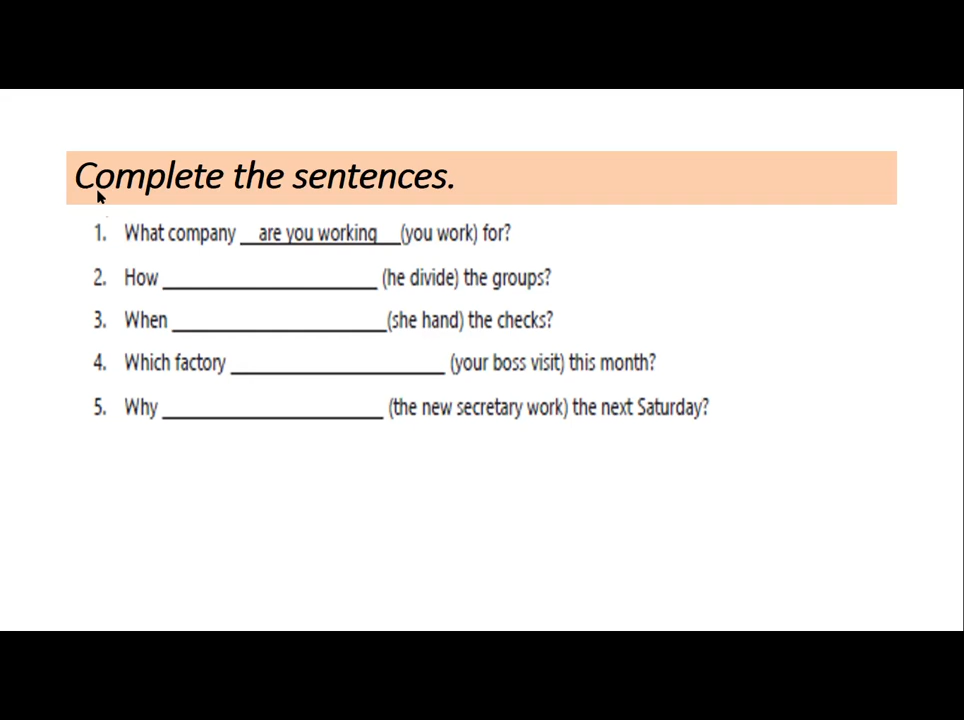 Complete the sentences.
1. What company __are you working__(you work) for?
2. How ____________________ (he divide) the groups?
3. When ____________________(she hand) the checks?
4. Which factory ____________________ (your boss visit) this month?
5. Why ____________________ (the new secretary work) the next Saturday?